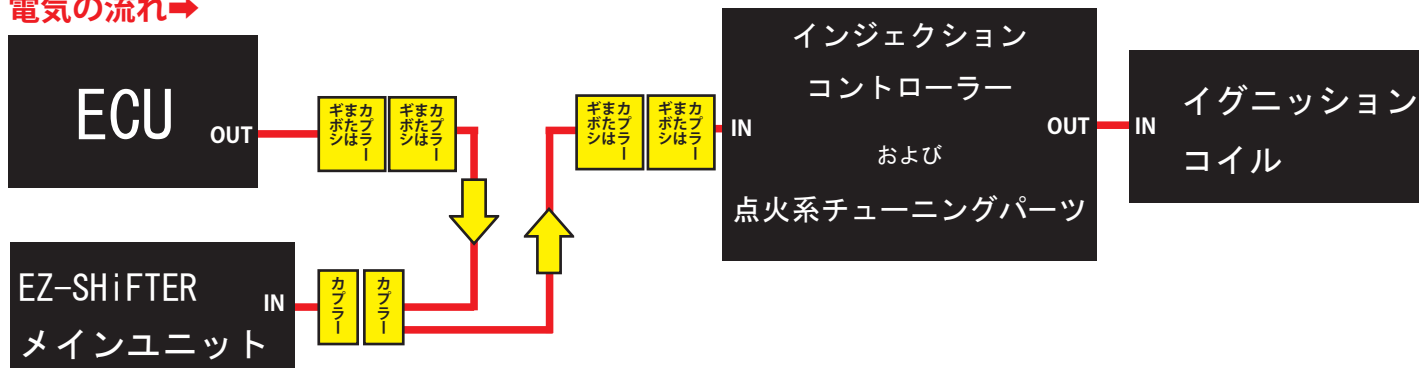 電気の流れ➡
ECU
OUT
カプラー
または
ギボシ
カプラー
または
ギボシ
カプラー
または
ギボシ
カプラー
または
ギボシ
IN
インジェクション
コントローラー
および
点火系チューニングパーツ
OUT
IN
イグニッション
コイル
EZ-SHiFTER
メインユニット
IN
カプラー
カプラー